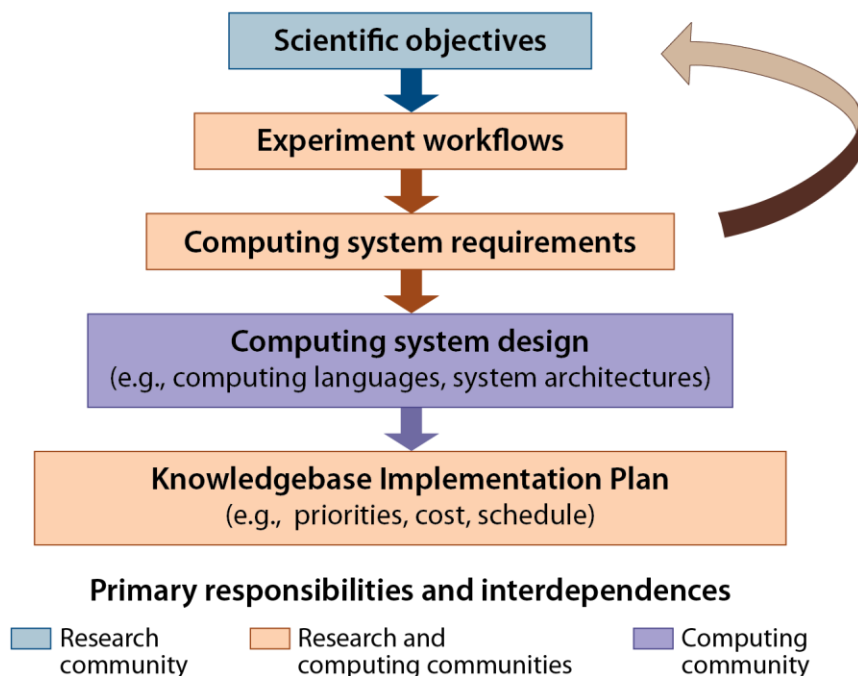 Scientific objectives
Experiment workflows
Computing system requirements
Computing system design
(e.g., computing languages, system architectures)
Knowledgebase Implementation Plan
(e.g., priorities, cost, schedule)
Primary responsibilities and interdependences
Research
community
Research and
computing communities
Computing
community